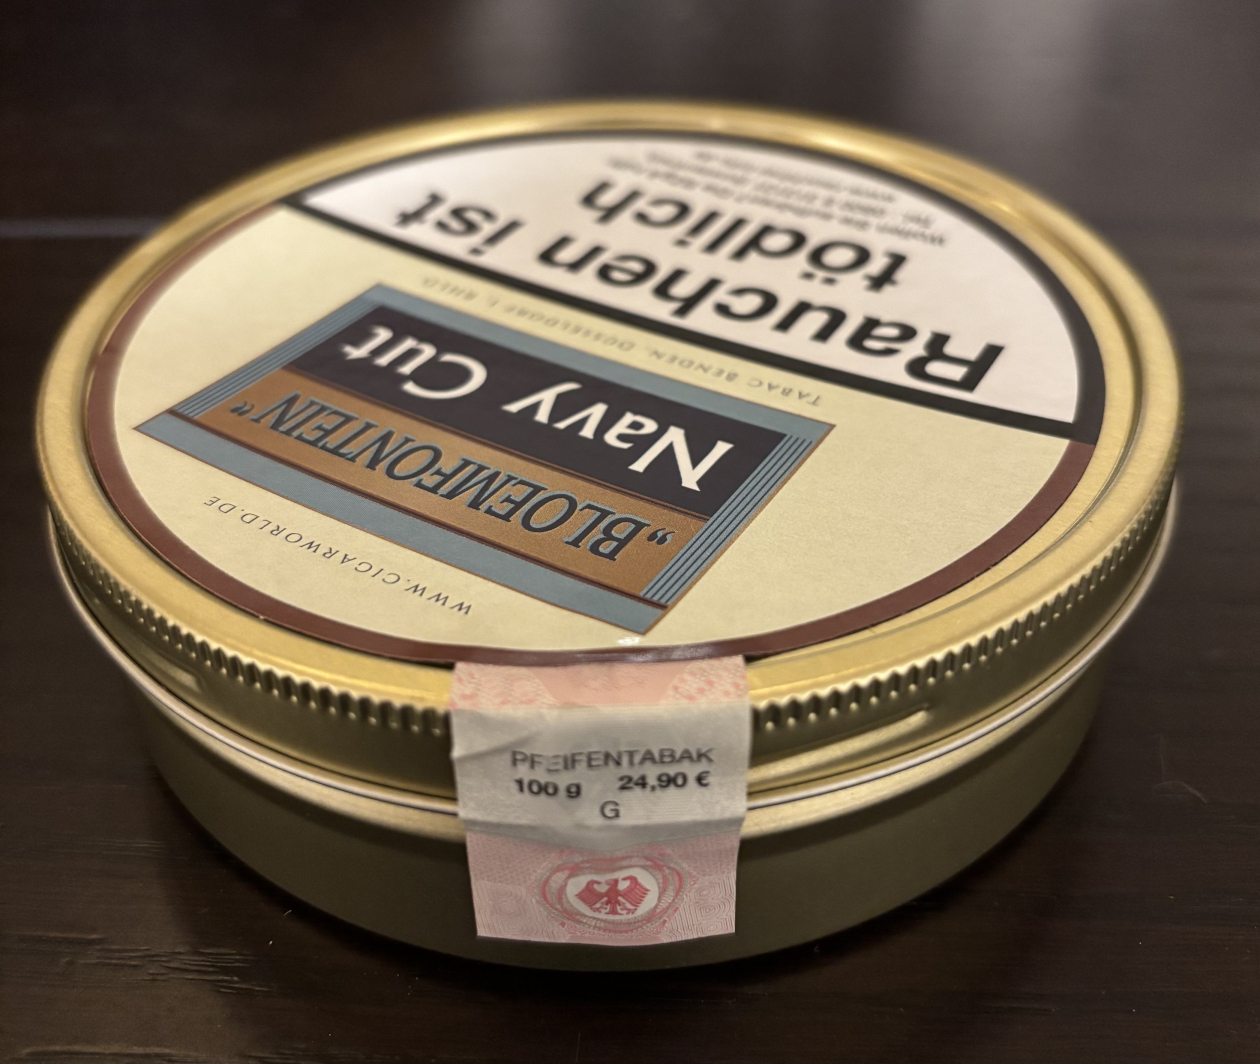 Rauchen ist
tödlich
TABAC BENDEN, DÜSSELDORF I. RHLD.
Navy Cut
„BLOEMFONTEIN“
WWW.CIGARWORLD.DE
PFEIFENTABAK
100 g 24,90 €
G